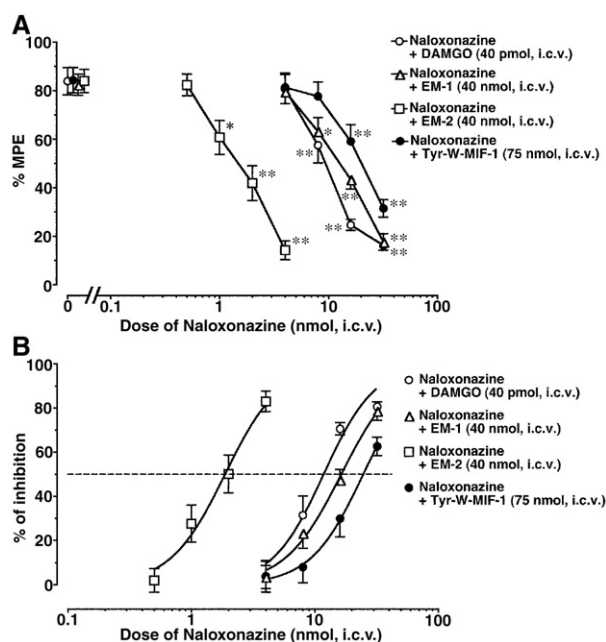 A
Naloxonazine
+ DAMGO (40 pmol, i.c.v.)
Naloxonazine
+ EM-1 (40 nmol, i.c.v.)
Naloxonazine
+ EM-2 (40 nmol, i.c.v.)
Naloxonazine
+ Tyr-W-MIF-1 (75 nmol, i.c.v.)
% MPE
100
80
60
40
20
0
* ** **
** * **
** **
** **
**
0 0.1 1 10 100
Dose of Naloxonazine (nmol, i.c.v.)
B
Naloxonazine
+ DAMGO (40 pmol, i.c.v.)
Naloxonazine
+ EM-1 (40 nmol, i.c.v.)
Naloxonazine
+ EM-2 (40 nmol, i.c.v.)
Naloxonazine
+ Tyr-W-MIF-1 (75 nmol, i.c.v.)
% of inhibition
100
80
60
40
20
0
0.1 1 10 100
Dose of Naloxonazine (nmol, i.c.v.)